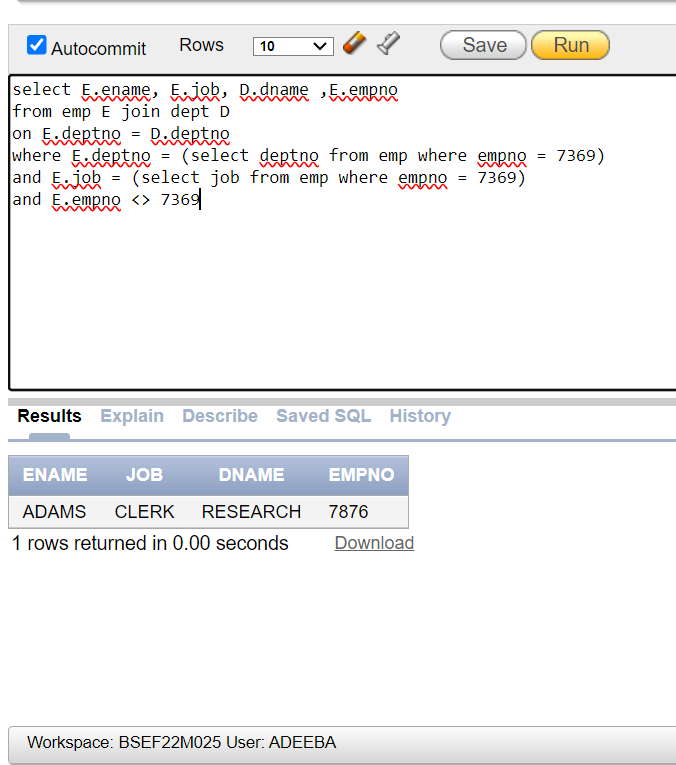 Autocommit Rows 10 Save Run
select E.ename, E.job, D.dname ,E.empno
from emp E join dept D
on E.deptno = D.deptno
where E.deptno = (select deptno from emp where empno = 7369)
and E.job = (select job from emp where empno = 7369)
and E.empno <> 7369
Results Explain Describe Saved SQL History
ENAME JOB DNAME EMPNO
ADAMS CLERK RESEARCH 7876
1 rows returned in 0.00 seconds Download
Workspace: BSEF22M025 User: ADEEBA